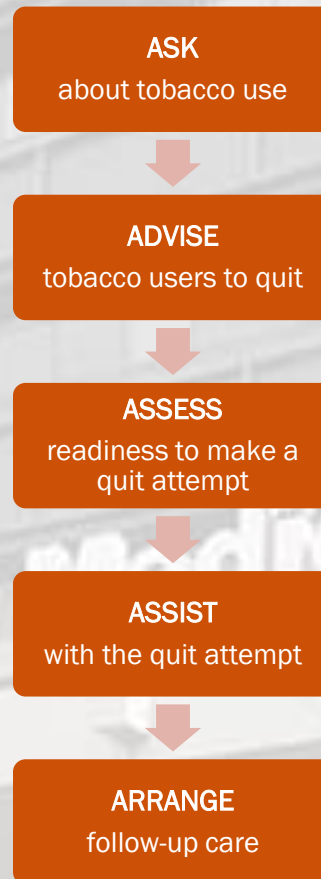 ASK
about tobacco use
ADVISE
tobacco users to quit
ASSESS
readiness to make a
quit attempt
ASSIST
with the quit attempt
ARRANGE
follow-up care